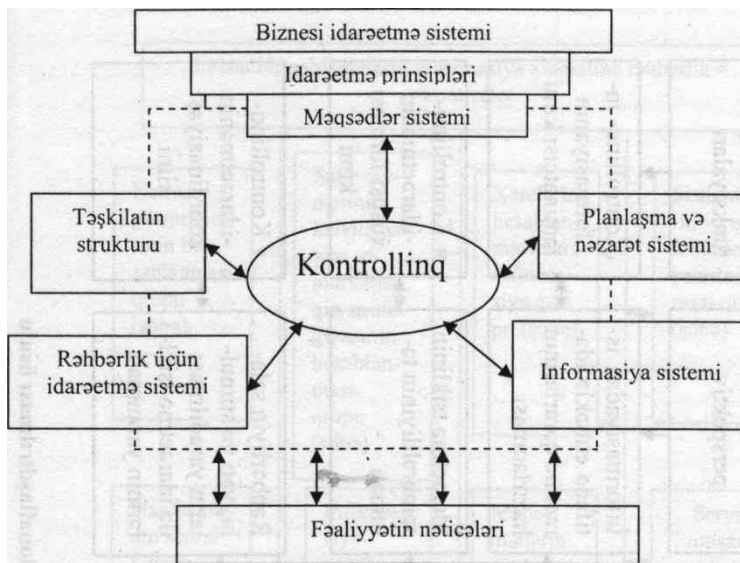 Biznesi idarəetmə sistemi
İdarəetmə prinsipləri
Məqsədlər sistemi
Təşkilatın
strukturu
Planlaşma və
nəzarət sistemi
Kontrollinq
Rəhbərlik üçün
idarəetmə sistemi
İnformasiya sistemi
Fəaliyyətin nəticələri